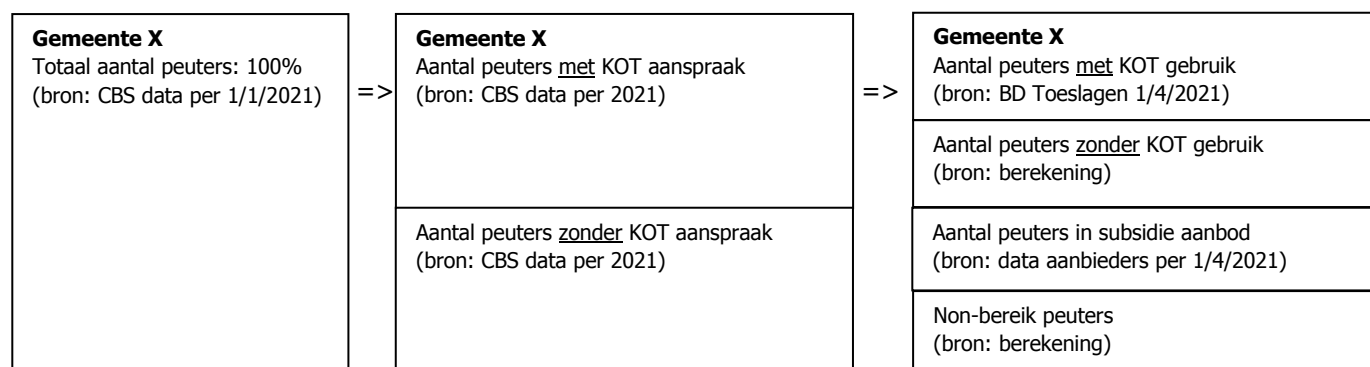 Gemeente X
Totaal aantal peuters: 100%
(bron: CBS data per 1/1/2021)
=>
Gemeente X
Aantal peuters met KOT aanspraak
(bron: CBS data per 2021)
Aantal peuters zonder KOT aanspraak
(bron: CBS data per 2021)
=>
Gemeente X
Aantal peuters met KOT gebruik
(bron: BD Toeslagen 1/4/2021)
Aantal peuters zonder KOT gebruik
(bron: berekening)
Aantal peuters in subsidie aanbod
(bron: data aanbieders per 1/4/2021)
Non-bereik peuters
(bron: berekening)